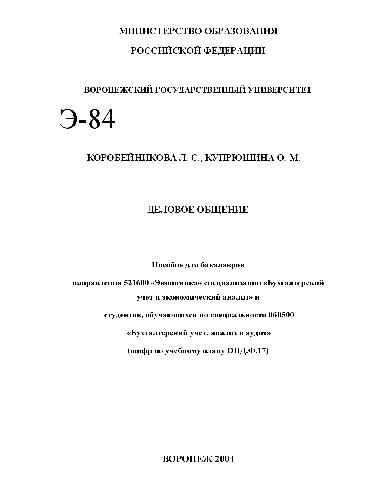 МИНИСТЕРСТВО ОБРАЗОВАНИЯ
РОССИЙСКОЙ ФЕДЕРАЦИИ
ВОРОНЕЖСКИЙ ГОСУДАРСТВЕННЫЙ УНИВЕРСИТЕТ
Э-84
КОРОБЕЙНИКОВА Л. С., КУПРЮШИНА О. М.
ДЕЛОВОЕ ОБЩЕНИЕ
Пособие для бакалавров
направления 521600 «Экономика» специализации «Бухгалтерский
учет и экономический анализ» и
студентов, обучающихся по специальности 060500
«Бухгалтерский учет, анализ и аудит»
(шифр по учебному плану ОПД.Ф.17)
ВОРОНЕЖ 2004